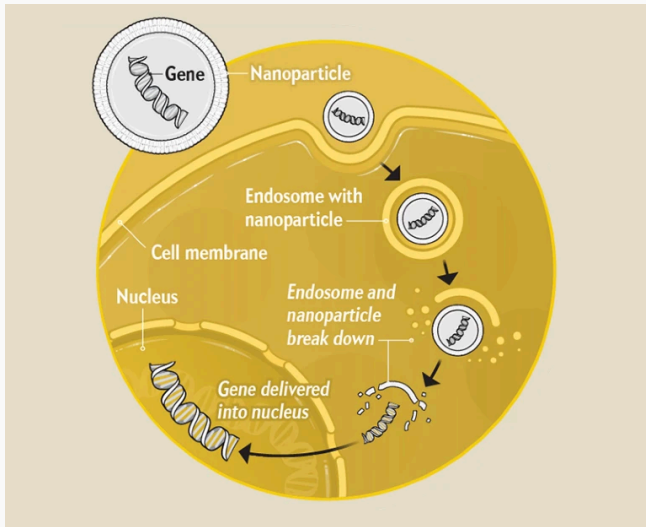 Gene
Nanoparticle
Endosome with
nanoparticle
Cell membrane
Nucleus
Endosome and
nanoparticle
break down
Gene delivered
into nucleus